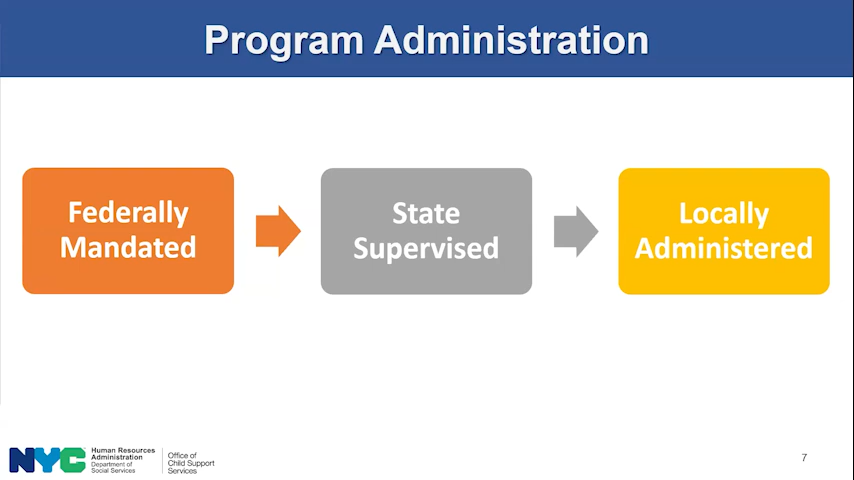 Program Administration
Federally
Mandated
State
Supervised
Locally
Administered
NYC
Human Resources
Administration
Department of
Social Services
Office of
Child Support
Services
7